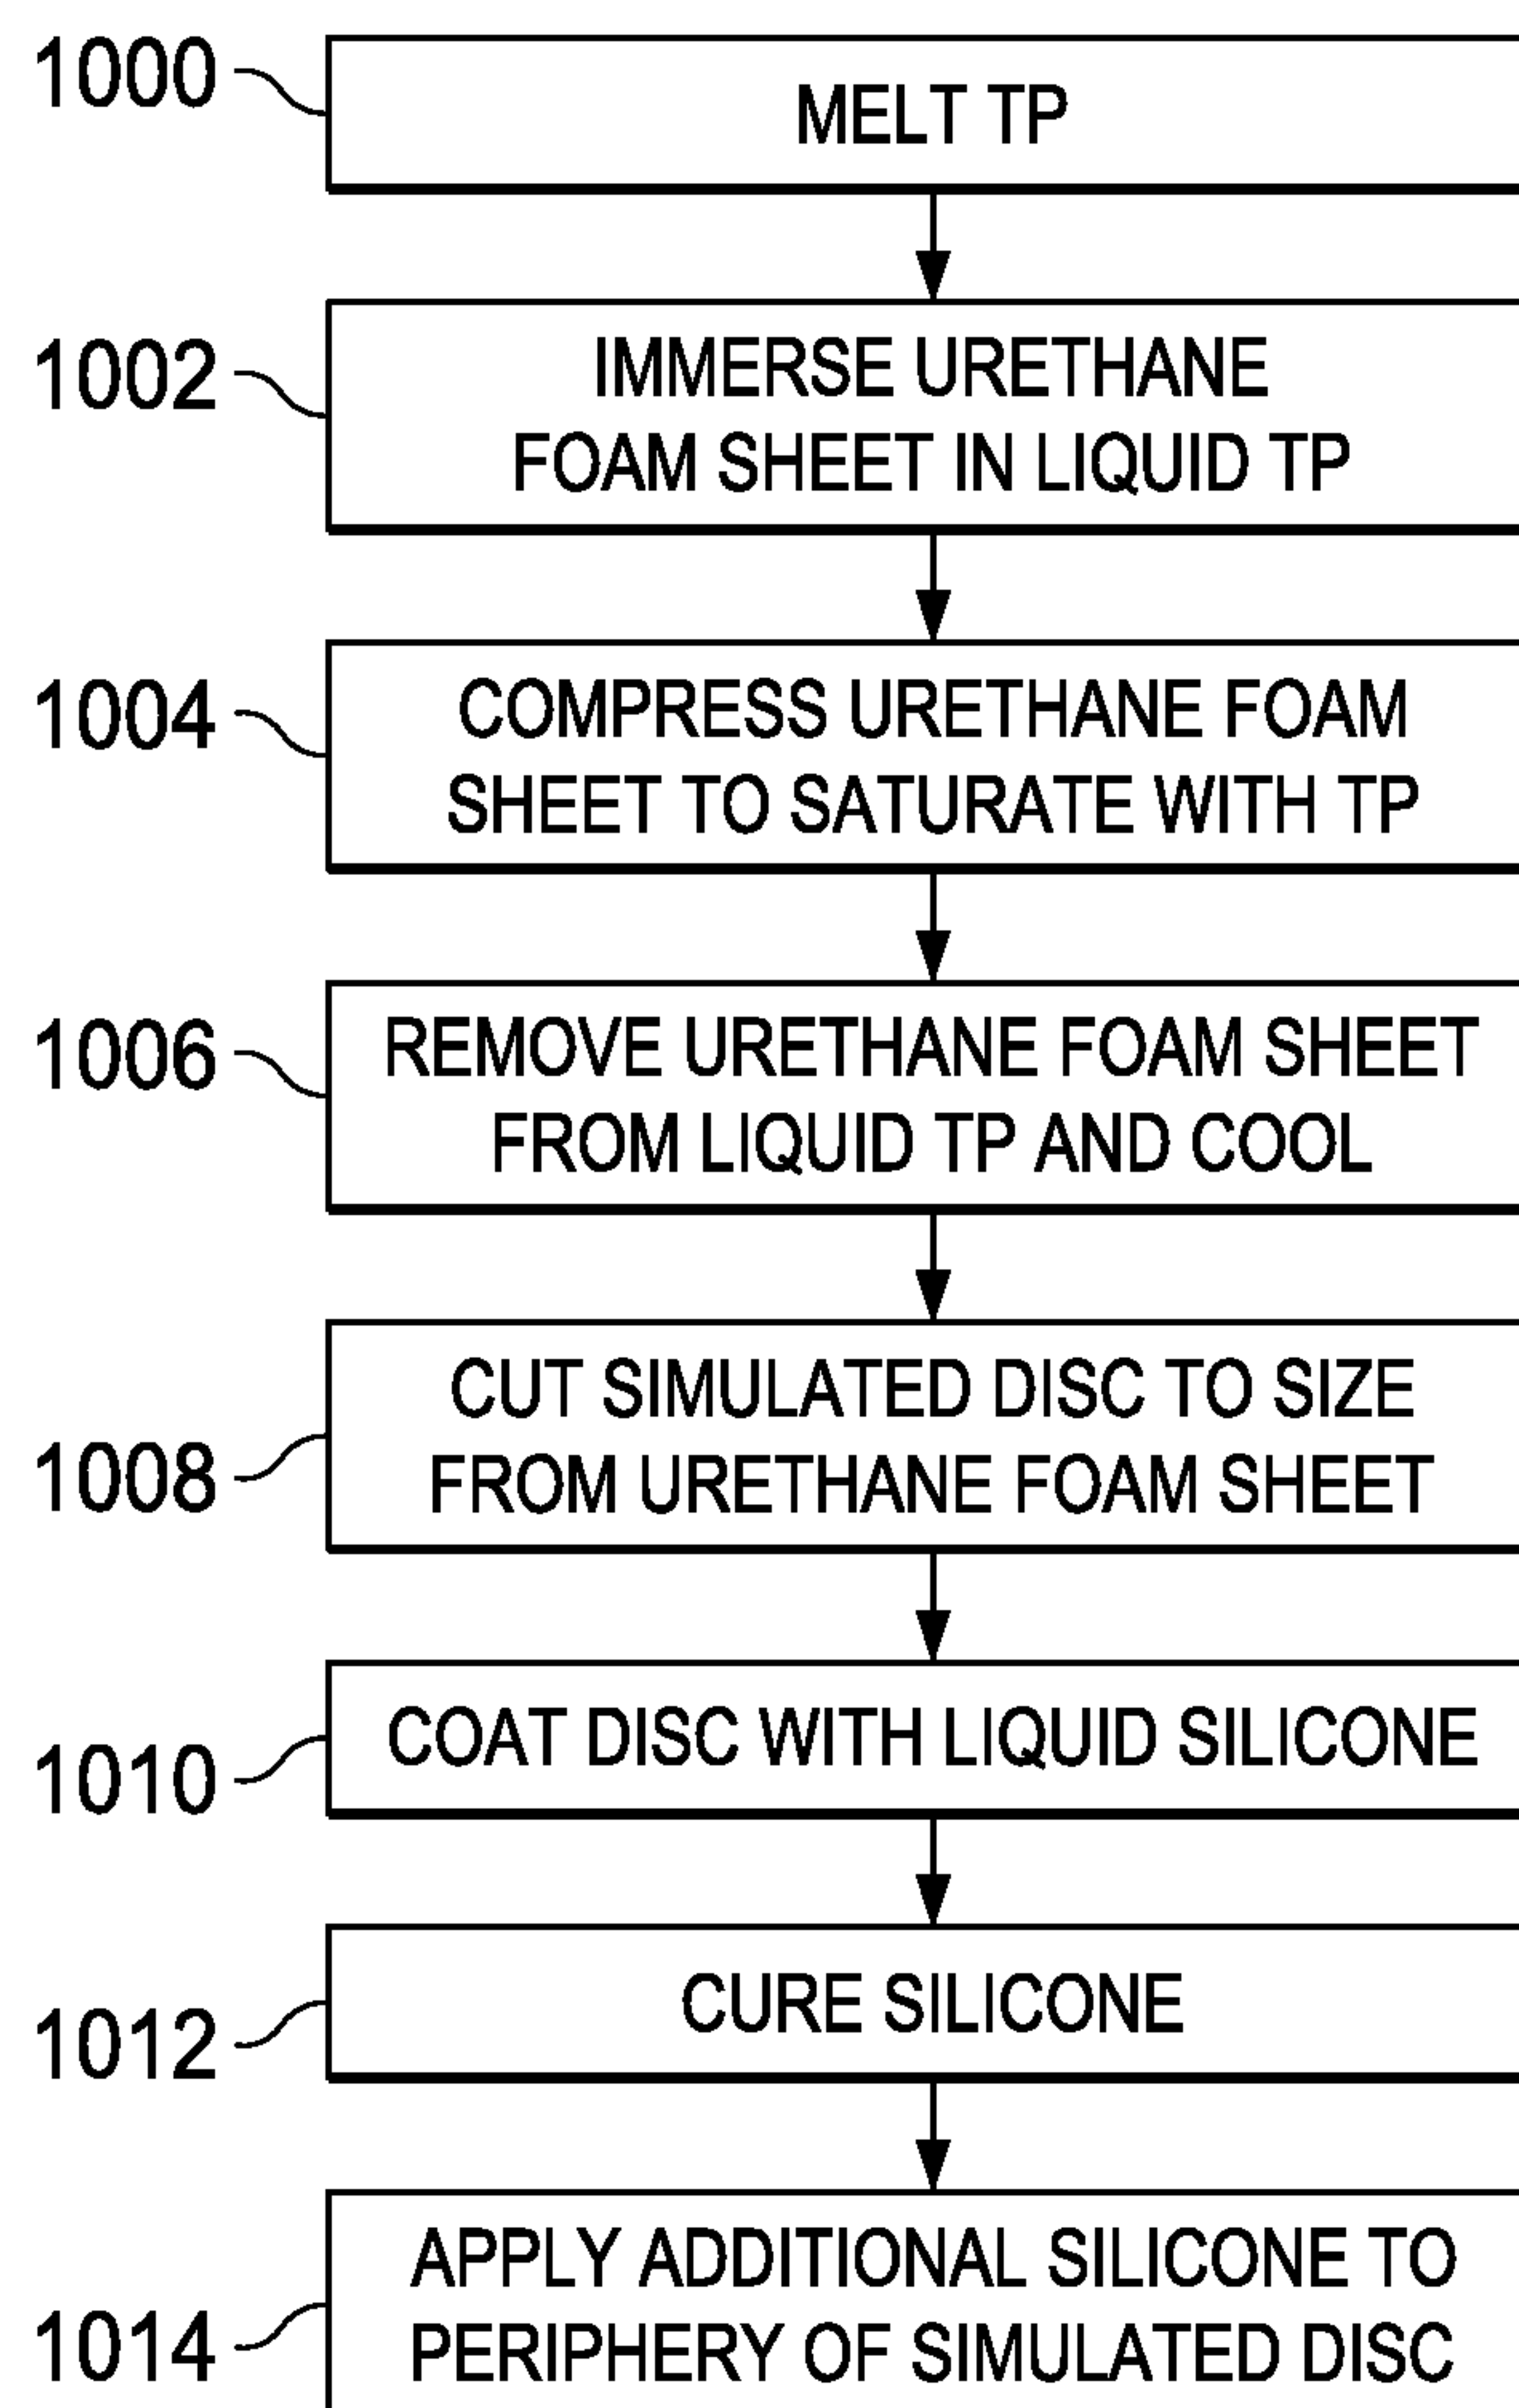 1000
MELT TP
1002
IMMERSE URETHANE
FOAM SHEET IN LIQUID TP
1004
COMPRESS URETHANE FOAM
SHEET TO SATURATE WITH TP
1006
REMOVE URETHANE FOAM SHEET
FROM LIQUID TP AND COOL
1008
CUT SIMULATED DISC TO SIZE
FROM URETHANE FOAM SHEET
1010
COAT DISC WITH LIQUID SILICONE
1012
CURE SILICONE
1014
APPLY ADDITIONAL SILICONE TO
PERIPHERY OF SIMULATED DISC